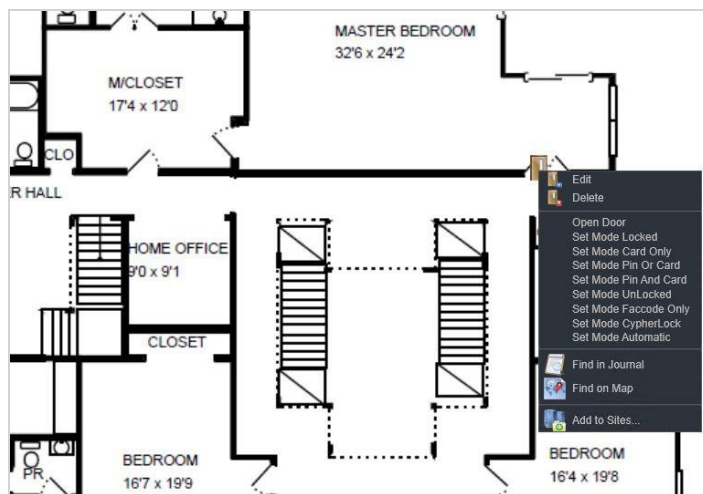 MASTER BEDROOM
32'6 x 24'2
M/CLOSET
17'4 x 12'0
CLO
R HALL
HOME OFFICE
9'0 x 9'1
CLOSET
BEDROOM
16'7 x 19'9
PR
BEDROOM
16'4 x 19'8
Edit
Delete
Open Door
Set Mode Locked
Set Mode Card Only
Set Mode Pin Or Card
Set Mode Pin And Card
Set Mode UnLocked
Set Mode Faccode Only
Set Mode CypherLock
Set Mode Automatic
Find in Journal
Find on Map
Add to Sites...